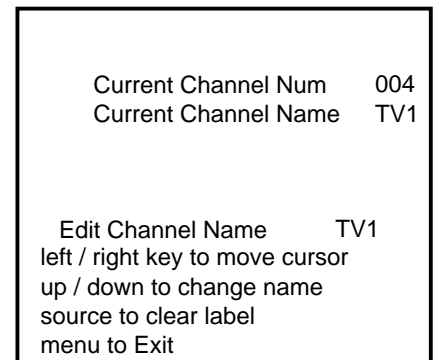 Current Channel Num 004
Current Channel Name TV1
Edit Channel Name TV1
left / right key to move cursor
up / down to change name
source to clear label
menu to Exit